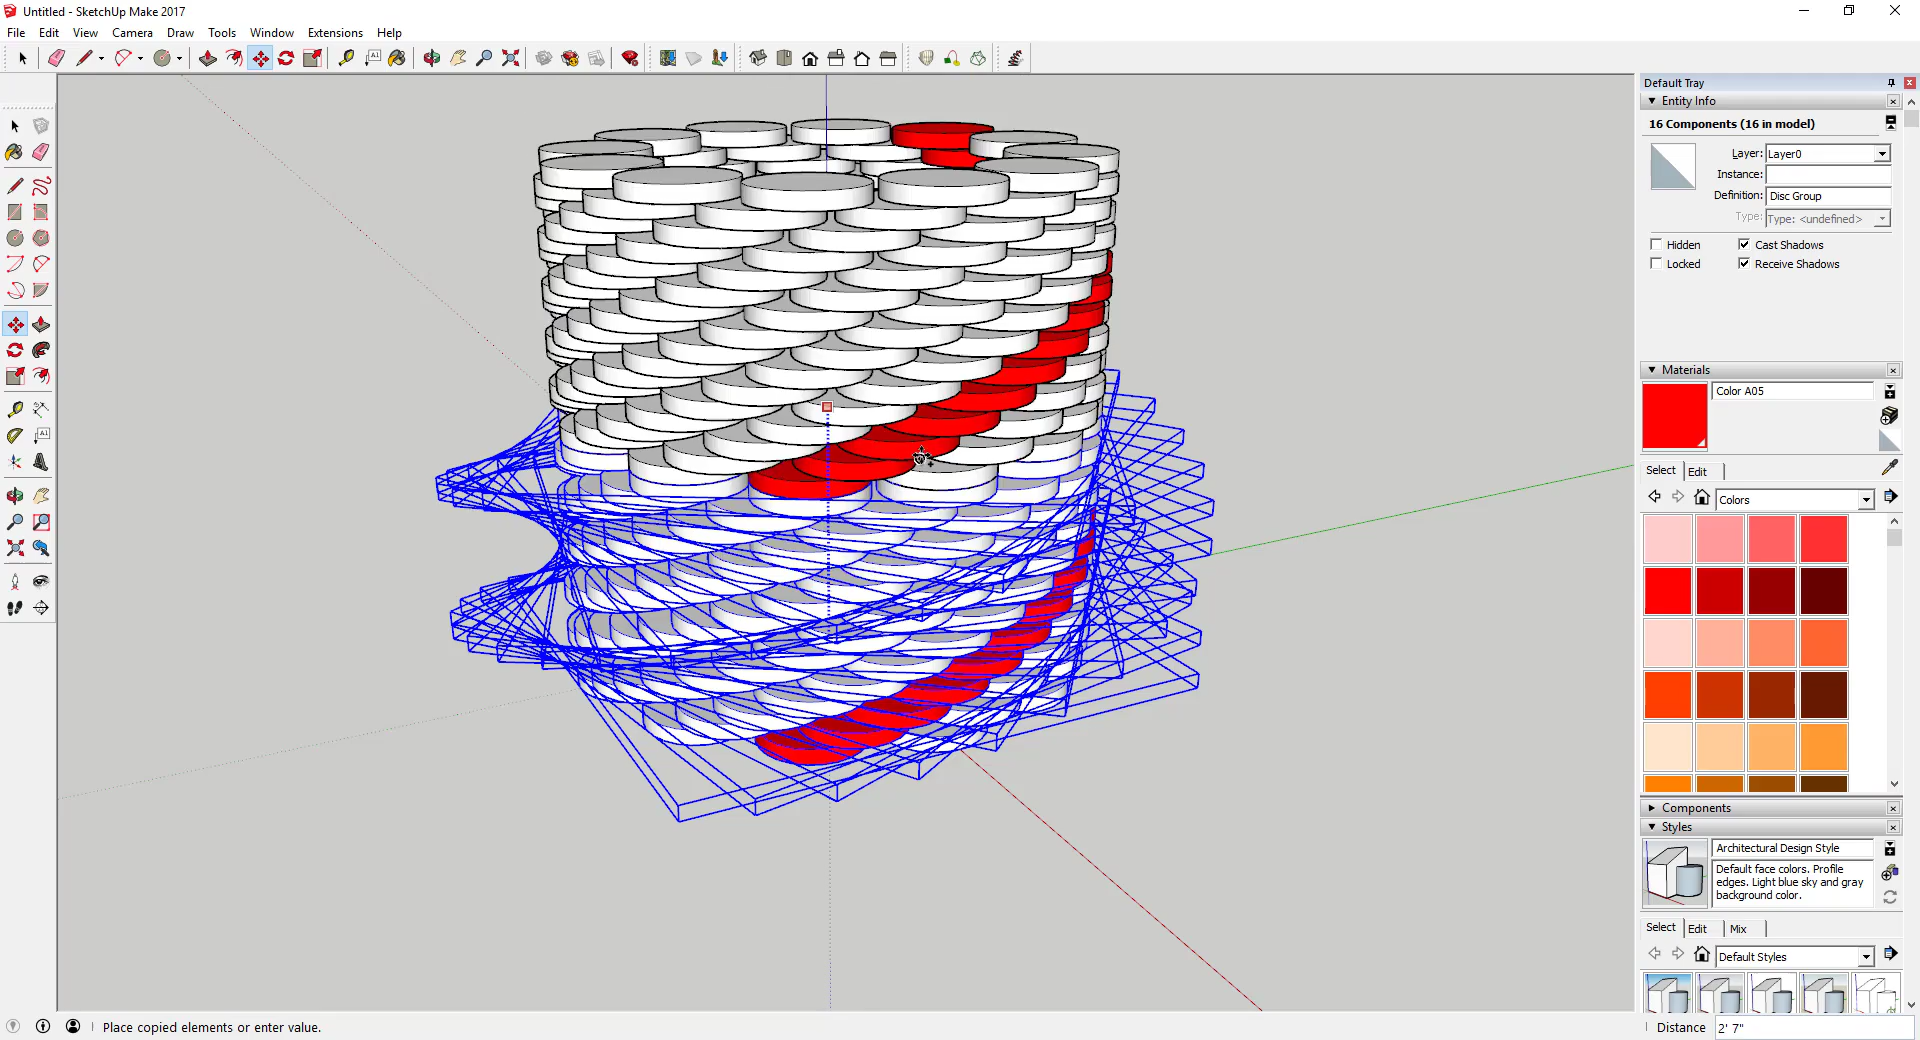 Untitled - SketchUp Make 2017
File Edit View Camera Draw Tools Window Extensions Help
Default Tray
Entity Info
16 Components (16 in model)
Layer: Layer0
Instance:
Definition: Disc Group
Type: Type: <undefined>
Hidden Cast Shadows
Locked Receive Shadows
Materials
Color A05
Select Edit
Colors
Components
Styles
Architectural Design Style
Default face colors. Profile
edges. Light blue sky and gray
background color.
Select Edit Mix
Default Styles
Place copied elements or enter value.
Distance 2' 7"